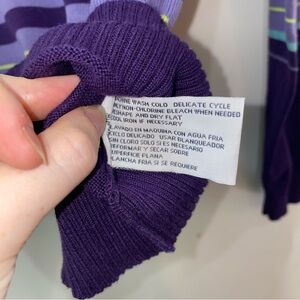 HINE WASH COLD DELICATE CYCLE
NON-CHLORINE BLEACH WHEN NEEDED
RESHAPE AND DRY FLAT
COOL IRON IF NECESSARY
LAVADO EN MAQUINA CON AGUA FRIA
CICLO DELICADO USAR BLANQUEADOR
SIN CLORO SOLO SI ES NECESARIO
REFORMAR Y SECAR SOBRE
SUPERFICIE PLANA
PLANCHA FRIA SI SE REQUIERE